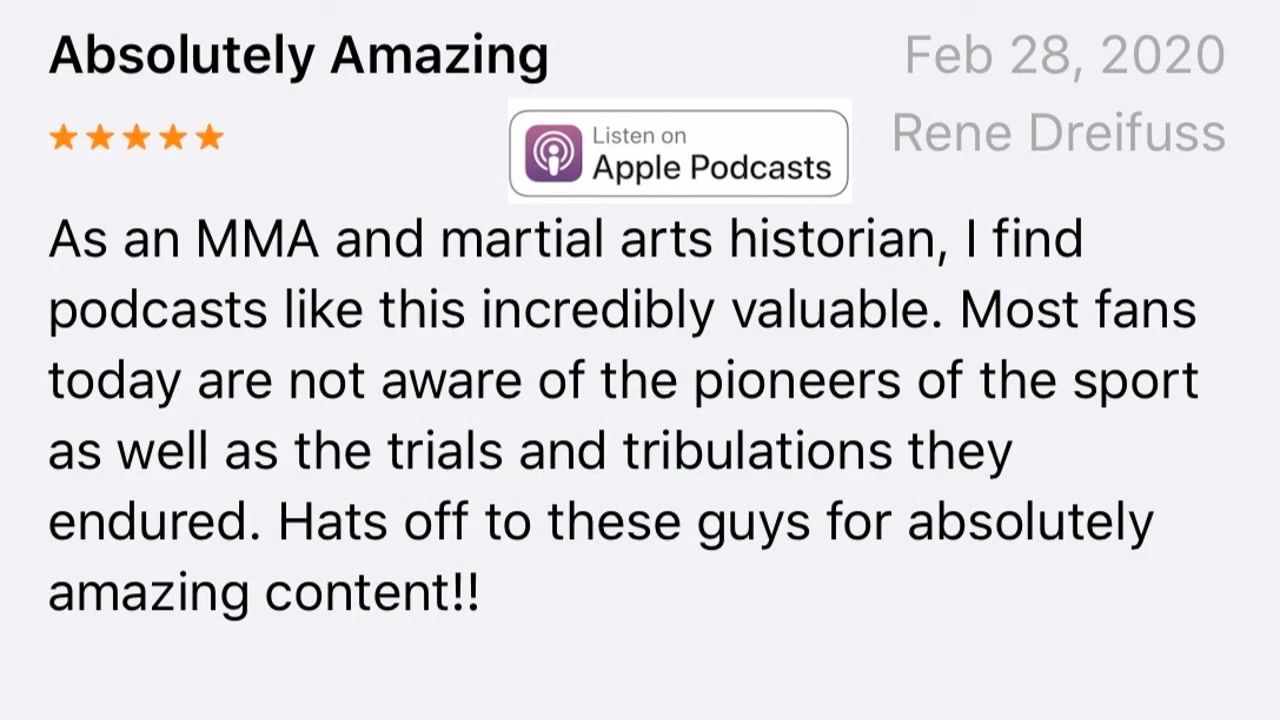 Absolutely Amazing
Feb 28, 2020
Rene Dreifuss
Listen on
Apple Podcasts
As an MMA and martial arts historian, I find
podcasts like this incredibly valuable. Most fans
today are not aware of the pioneers of the sport
as well as the trials and tribulations they
endured. Hats off to these guys for absolutely
amazing content!!